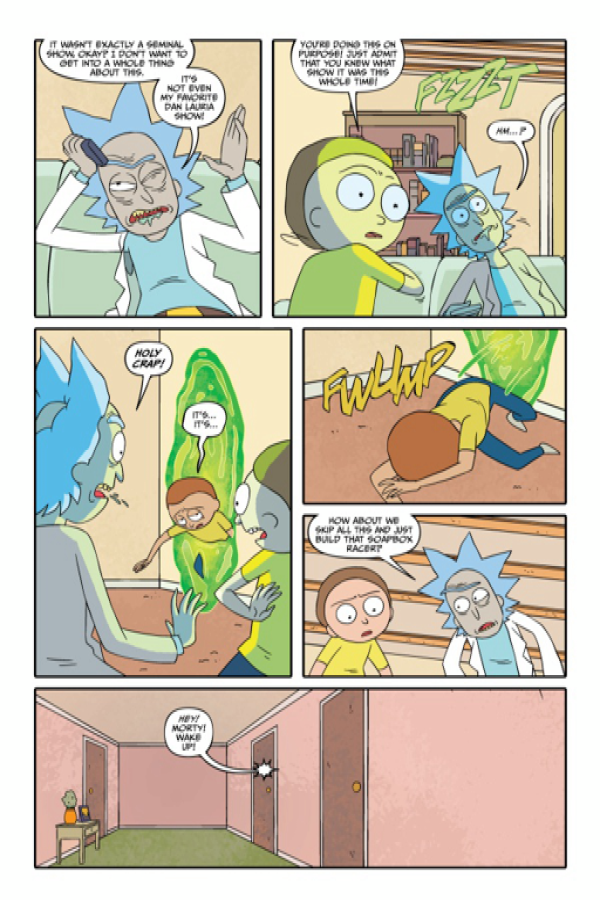 IT WASN'T EXACTLY A SEMINAL
SHOW, OKAY? I DON'T WANT TO
GET INTO A WHOLE THING
ABOUT THIS.
IT'S
NOT EVEN
MY FAVORITE
DAN LAURIA
SHOW!
YOU'RE DOING THIS ON
PURPOSE! JUST ADMIT
THAT YOU KNEW WHAT
SHOW IT WAS THIS
WHOLE TIME!
FZZZT
HM...?
HOLY
CRAP!
IT'S...
IT'S...
FWUMP
HOW ABOUT WE
SKIP ALL THIS AND JUST
BUILD THAT SOAPBOX
RACER?
HEY!
MORTY!
WAKE
UP!